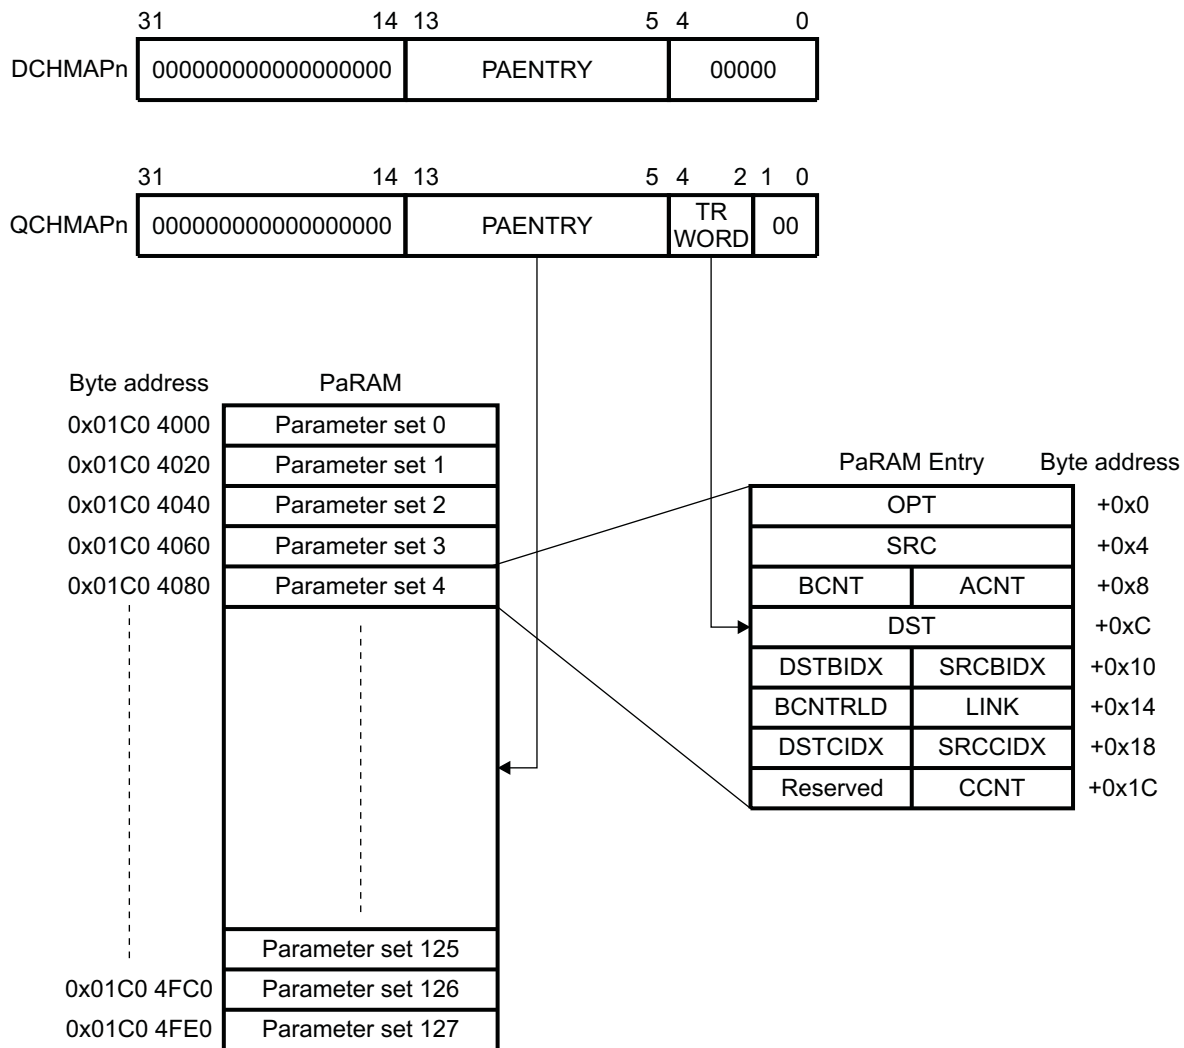 31 14 13 5 4 0
DCHMAPn 000000000000000000 PAENTRY 00000
31 14 13 5 4 2 1 0
QCHMAPn 000000000000000000 PAENTRY TR WORD 00
Byte address PaRAM
0x01C0 4000 Parameter set 0
0x01C0 4020 Parameter set 1
0x01C0 4040 Parameter set 2
0x01C0 4060 Parameter set 3
0x01C0 4080 Parameter set 4
Parameter set 125
0x01C0 4FC0 Parameter set 126
0x01C0 4FE0 Parameter set 127
PaRAM Entry Byte address
OPT +0x0
SRC +0x4
BCNT ACNT +0x8
DST +0xC
DSTBIDX SRCBIDX +0x10
BCNTRLD LINK +0x14
DSTCIDX SRCCIDX +0x18
Reserved CCNT +0x1C